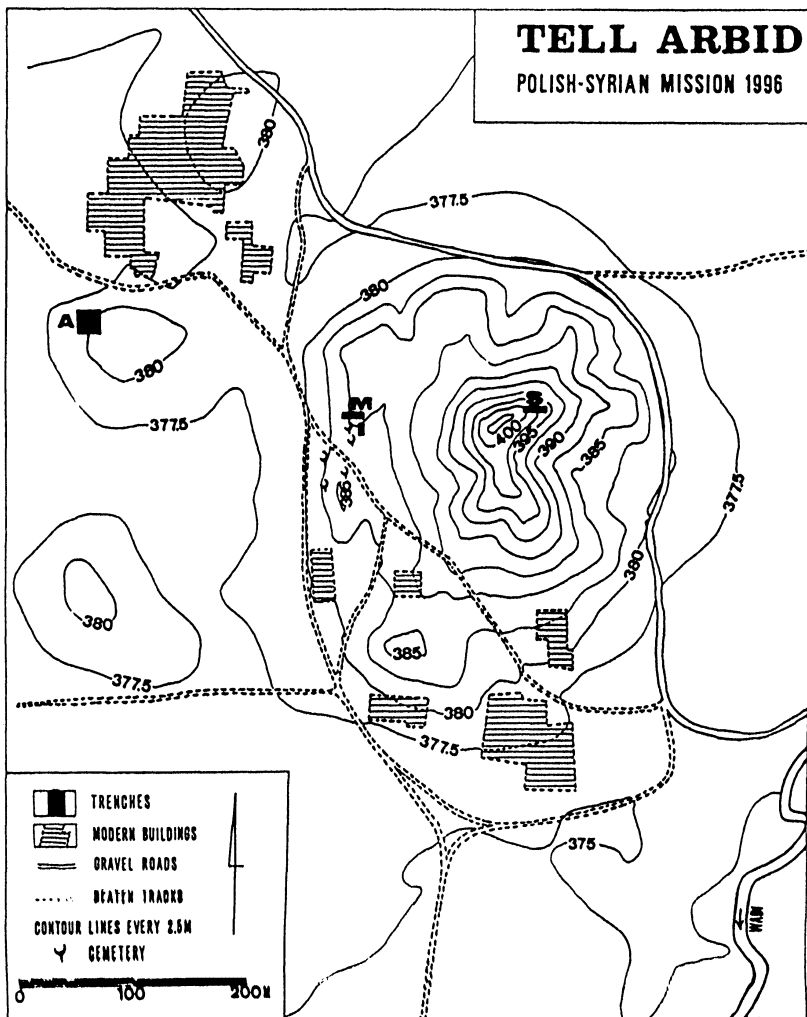 TELL ARBID
POLISH-SYRIAN MISSION 1996
380
377.5
380
A
380
377.5
M
S
400
395
390
385
385
377.5
380
380
385
377.5
380
377.5
375
WADI
TRENCHES
MODERN BUILDINGS
GRAVEL ROADS
BEATEN TRACKS
CONTOUR LINES EVERY 2.5M
CEMETERY
0 100 200M